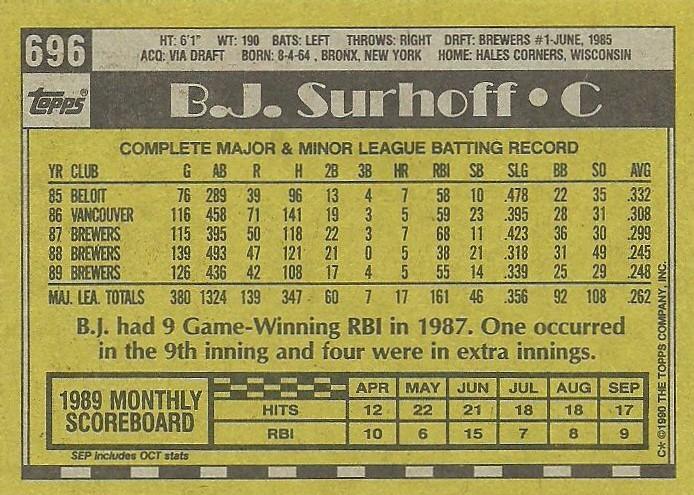 696
HT: 6'1" WT: 190 BATS: LEFT THROWS: RIGHT DRFT: BREWERS #1-JUNE, 1985
ACQ: VIA DRAFT BORN: 8-4-64 , BRONX, NEW YORK HOME: HALES CORNERS, WISCONSIN
topps®
B.J. Surhoff • C
COMPLETE MAJOR & MINOR LEAGUE BATTING RECORD
YR CLUB G AB R H 2B 3B HR RBI SB SLG BB SO AVG
85 BELOIT 76 289 39 96 13 4 7 58 10 .478 22 35 .332
86 VANCOUVER 116 458 71 141 19 3 5 59 23 .395 28 31 .308
87 BREWERS 115 395 50 118 22 3 7 68 11 .423 36 30 .299
88 BREWERS 139 493 47 121 21 0 5 38 21 .318 31 49 .245
89 BREWERS 126 436 42 108 17 4 5 55 14 .339 25 29 .248
MAJ. LEA. TOTALS 380 1324 139 347 60 7 17 161 46 .356 92 108 .262
B.J. had 9 Game-Winning RBI in 1987. One occurred
in the 9th inning and four were in extra innings.
1989 MONTHLY
SCOREBOARD
APR MAY JUN JUL AUG SEP
HITS 12 22 21 18 18 17
RBI 10 6 15 7 8 9
SEP includes OCT stats
C* ©1990 THE TOPPS COMPANY, INC.